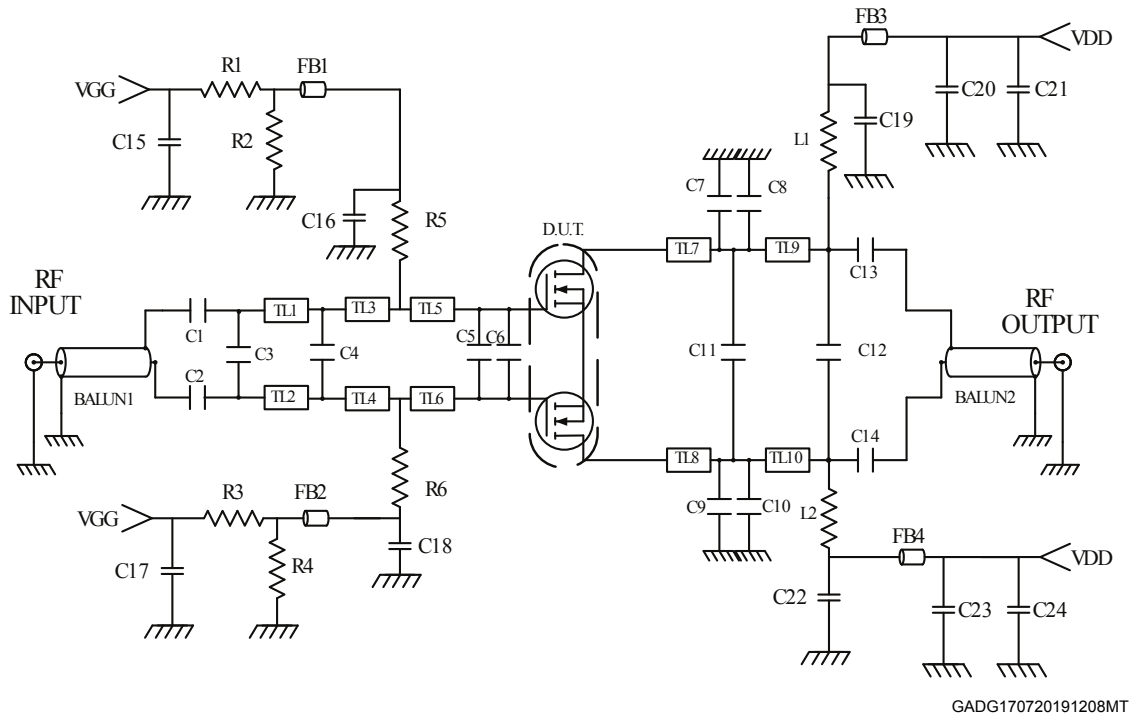 FB3
VDD
C20
C21
C19
L1
VGG
R1
FB1
C15
R2
C16
R5
C7
C8
D.U.T.
TL7
TL9
C13
RF
INPUT
RF
OUTPUT
C1
TL1
TL3
TL5
C3
C4
C5
C6
C11
C12
C2
TL2
TL4
TL6
BALUN1
BALUN2
C14
TL8
TL10
R6
C9
C10
L2
VGG
R3
FB2
C17
R4
C18
FB4
VDD
C22
C23
C24
GADG170720191208MT